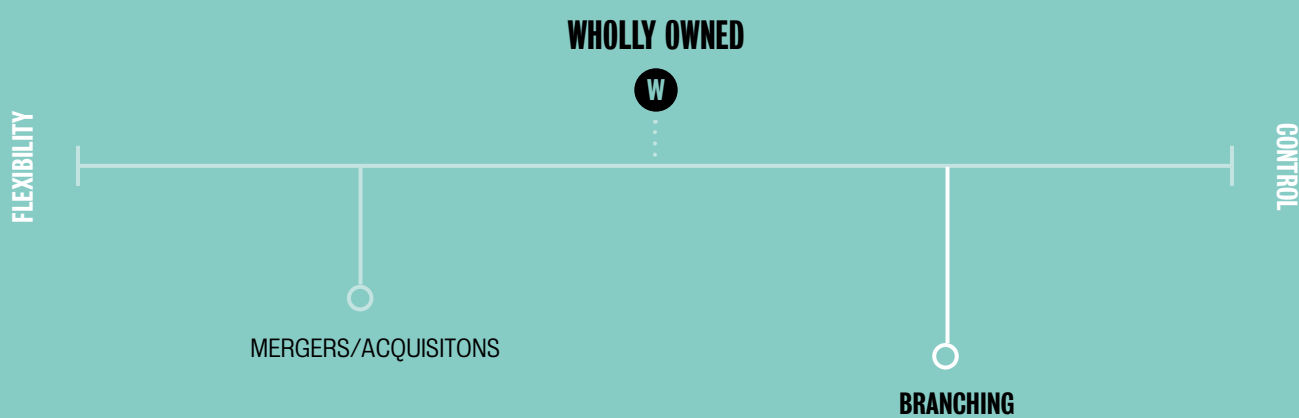 WHOLLY OWNED
W
FLEXIBILITY
CONTROL
MERGERS/ACQUISITONS
BRANCHING